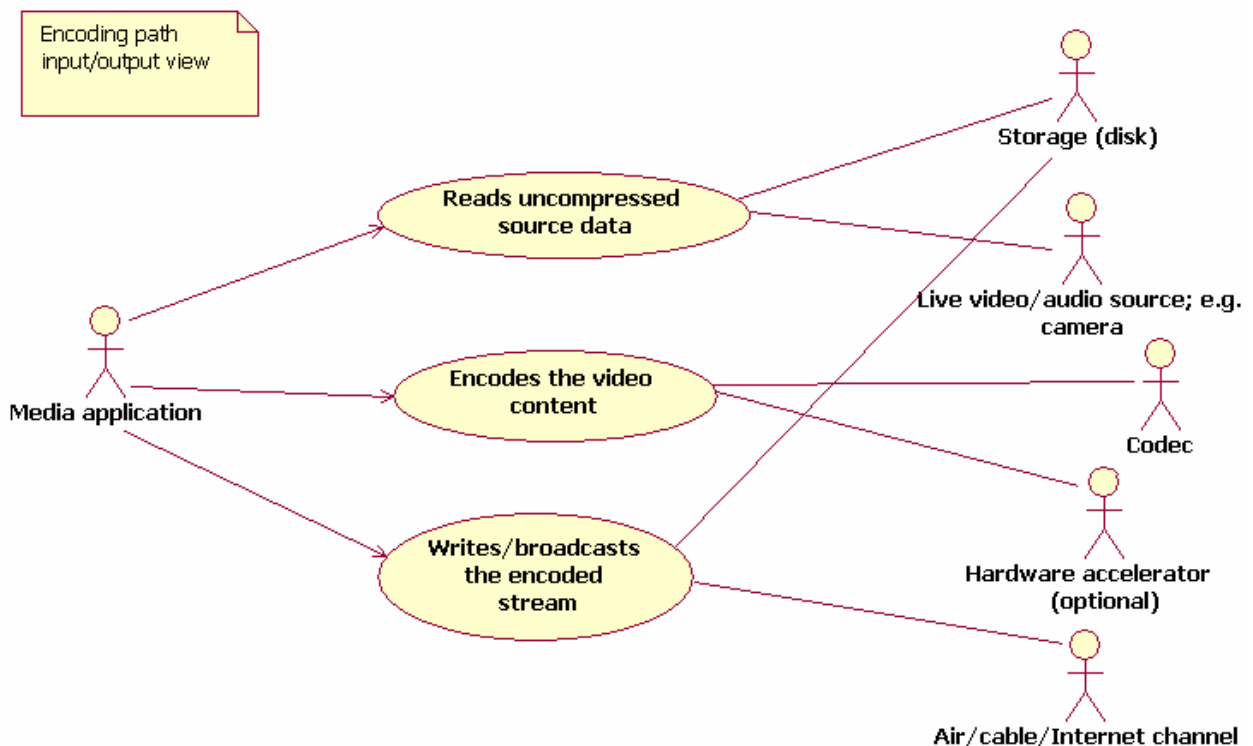 Encoding path
input/output view
Storage (disk)
Reads uncompressed
source data
Live video/audio source; e.g.
camera
Media application
Encodes the video
content
Codec
Writes/broadcasts
the encoded
stream
Hardware accelerator
(optional)
Air/cable/Internet channel